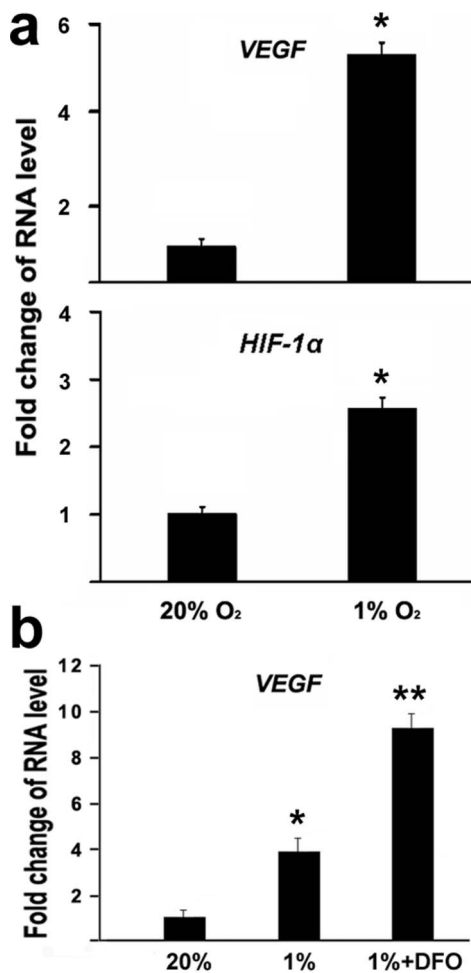 a
Fold change of RNA level
6
4
2
VEGF
*
4
3
2
1
HIF-1α
*
20% O₂
1% O₂
b
Fold change of RNA level
12
10
8
6
4
2
VEGF
*
**
20%
1%
1%+DFO